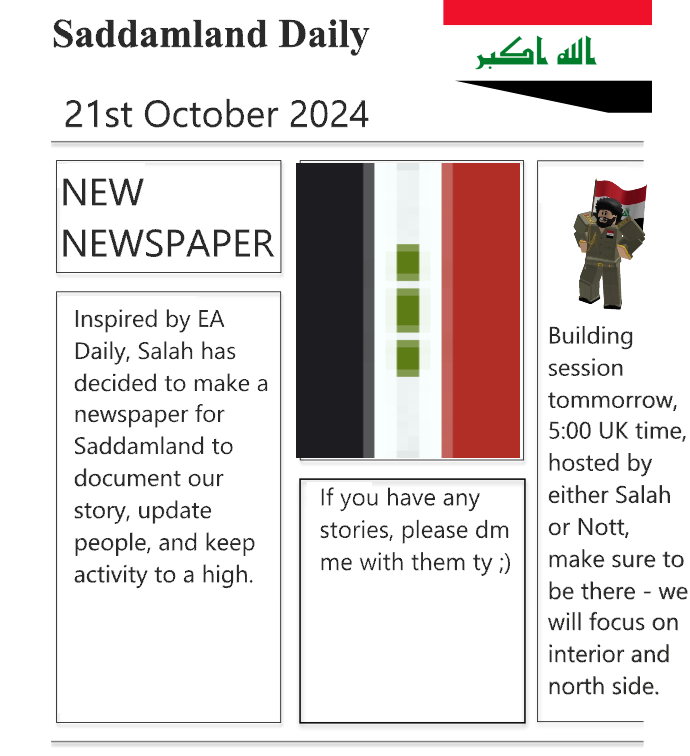 Saddamland Daily
الله اكبر
21st October 2024
NEW
NEWSPAPER
Inspired by EA
Daily, Salah has
decided to make a
newspaper for
Saddamland to
document our
story, update
people, and keep
activity to a high.
If you have any
stories, please dm
me with them ty ;)
Building
session
tommorrow,
5:00 UK time,
hosted by
either Salah
or Nott,
make sure to
be there - we
will focus on
interior and
north side.